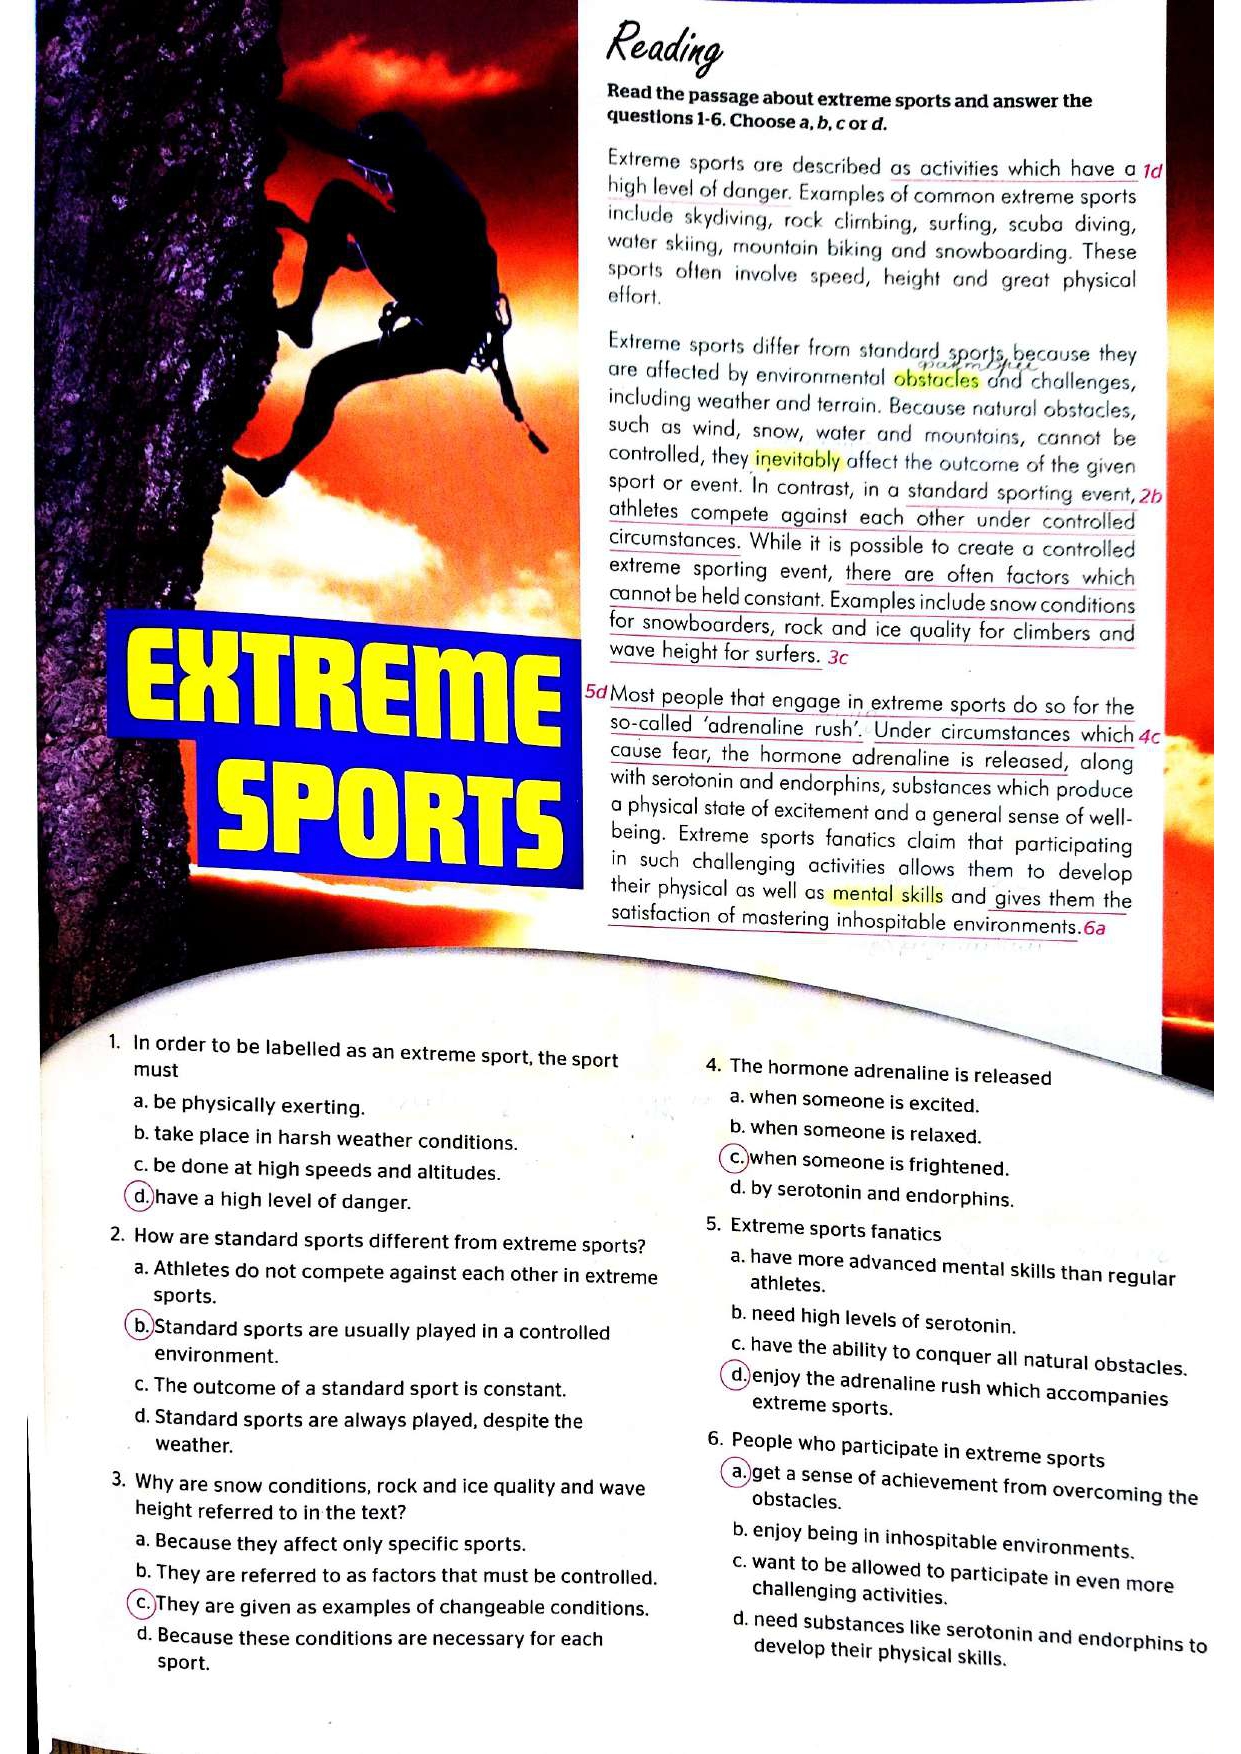 Reading
Read the passage about extreme sports and answer the
questions 1-6. Choose a, b, c or d.
Extreme sports are described as activities which have a 1d
high level of danger. Examples of common extreme sports
include skydiving, rock climbing, surfing, scuba diving,
water skiing, mountain biking and snowboarding. These
sports often involve speed, height and great physical
effort.
Extreme sports differ from standard sports, because they
are affected by environmental obstacles and challenges,
including weather and terrain. Because natural obstacles,
such as wind, snow, water and mountains, cannot be
controlled, they inevitably affect the outcome of the given
sport or event. In contrast, in a standard sporting event, 2b
athletes compete against each other under controlled
circumstances. While it is possible to create a controlled
extreme sporting event, there are often factors which
cannot be held constant. Examples include snow conditions
for snowboarders, rock and ice quality for climbers and
wave height for surfers. 3c
5d Most people that engage in extreme sports do so for the
so-called 'adrenaline rush'. Under circumstances which 4c
cause fear, the hormone adrenaline is released, along
with serotonin and endorphins, substances which produce
a physical state of excitement and a general sense of well-
being. Extreme sports fanatics claim that participating
in such challenging activities allows them to develop
their physical as well as mental skills and gives them the
satisfaction of mastering inhospitable environments. 6a
EXTREME
SPORTS
1. In order to be labelled as an extreme sport, the sport
must
a. be physically exerting.
b. take place in harsh weather conditions.
c. be done at high speeds and altitudes.
d. have a high level of danger.
2. How are standard sports different from extreme sports?
a. Athletes do not compete against each other in extreme
sports.
b. Standard sports are usually played in a controlled
environment.
c. The outcome of a standard sport is constant.
d. Standard sports are always played, despite the
weather.
3. Why are snow conditions, rock and ice quality and wave
height referred to in the text?
a. Because they affect only specific sports.
b. They are referred to as factors that must be controlled.
c. They are given as examples of changeable conditions.
d. Because these conditions are necessary for each
sport.
4. The hormone adrenaline is released
a. when someone is excited.
b. when someone is relaxed.
c. when someone is frightened.
d. by serotonin and endorphins.
5. Extreme sports fanatics
a. have more advanced mental skills than regular
athletes.
b. need high levels of serotonin.
c. have the ability to conquer all natural obstacles.
d. enjoy the adrenaline rush which accompanies
extreme sports.
6. People who participate in extreme sports
a. get a sense of achievement from overcoming the
obstacles.
b. enjoy being in inhospitable environments.
c. want to be allowed to participate in even more
challenging activities.
d. need substances like serotonin and endorphins to
develop their physical skills.